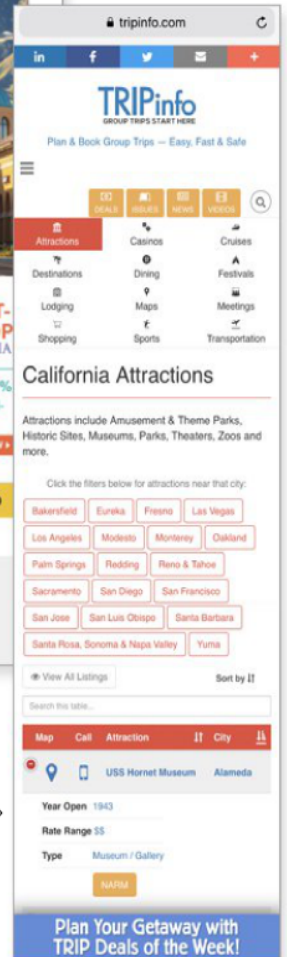 tripinfo.com
in f
TRIPinfo
GROUP TRIPS START HERE
Plan & Book Group Trips — Easy, Fast & Safe
DEALS ISSUES NEWS VIDEOS
Attractions Casinos Cruises
Destinations Dining Festivals
Lodging Maps Meetings
Shopping Sports Transportation
California Attractions
Attractions include Amusement & Theme Parks,
Historic Sites, Museums, Parks, Theaters, Zoos and
more.
Click the filters below for attractions near that city:
Bakersfield Eureka Fresno Las Vegas
Los Angeles Modesto Monterey Oakland
Palm Springs Redding Reno & Tahoe
Sacramento San Diego San Francisco
San Jose San Luis Obispo Santa Barbara
Santa Rosa, Sonoma & Napa Valley Yuma
View All Listings Sort by
Search this table...
Map Call Attraction City
USS Hornet Museum Alameda
Year Open 1943
Rate Range $$
Type Museum / Gallery
NARM
Plan Your Getaway with
TRIP Deals of the Week!